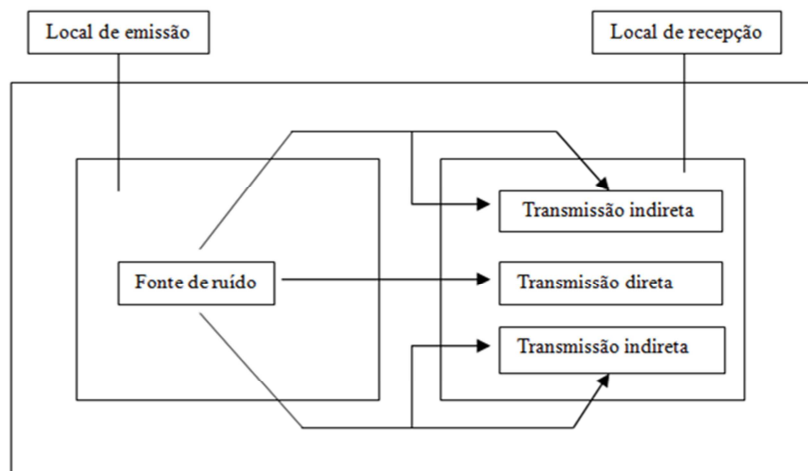 Local de emissão
Local de recepção
Transmissão indireta
Fonte de ruído
Transmissão direta
Transmissão indireta